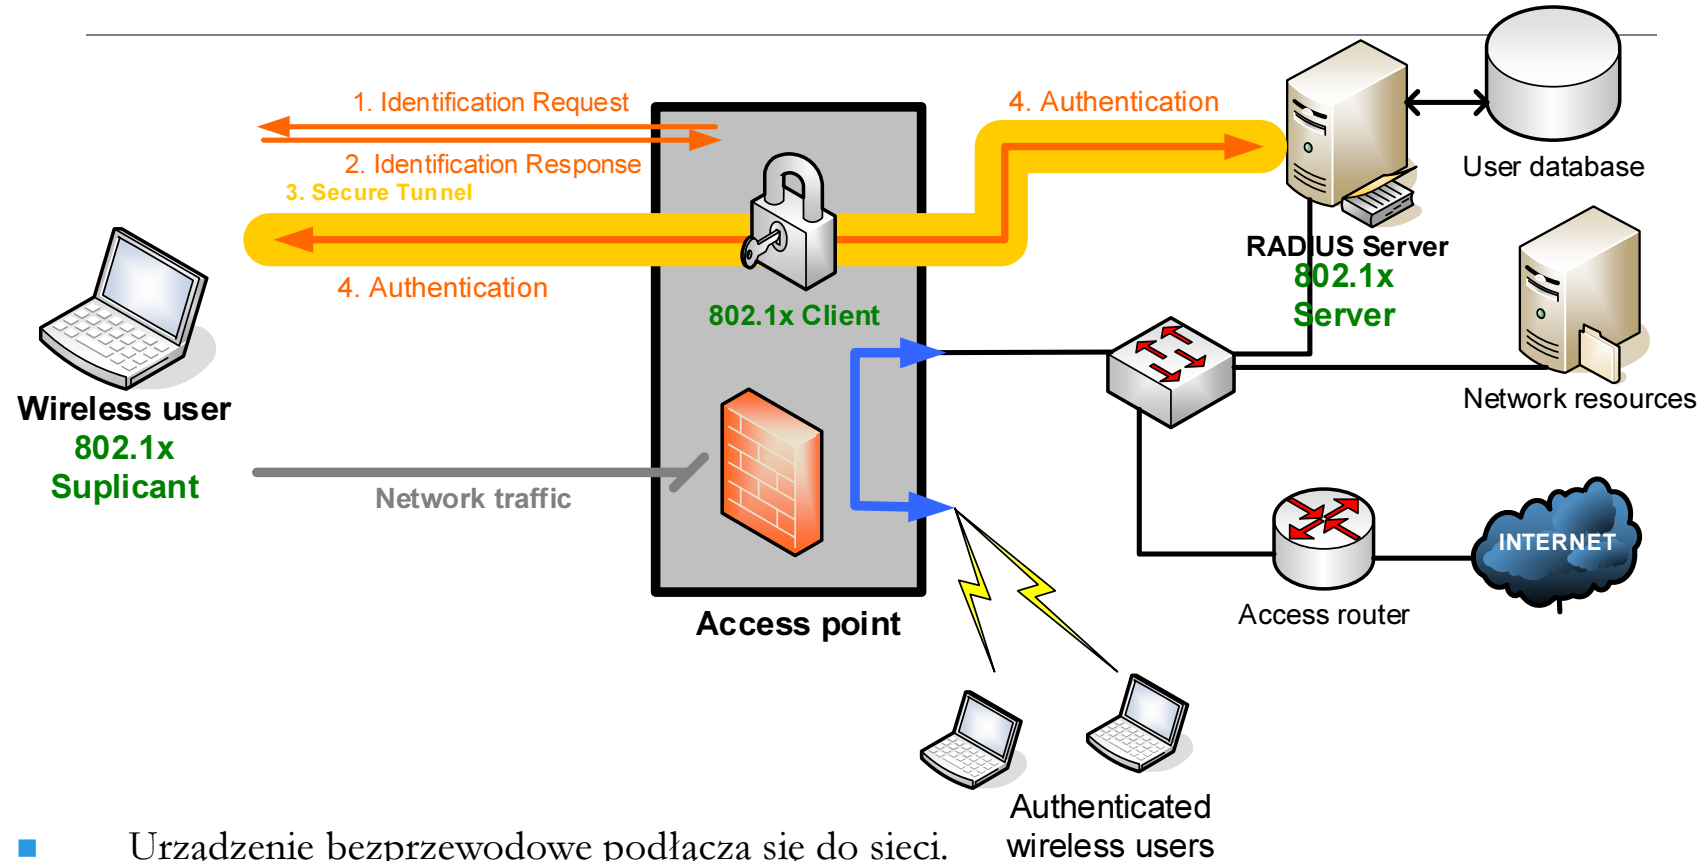 1. Identification Request
2. Identification Response
3. Secure Tunnel
4. Authentication
4. Authentication
User database
RADIUS Server
802.1x
Server
802.1x Client
Wireless user
802.1x
Suplicant
Network traffic
Network resources
INTERNET
Access router
Access point
Authenticated
wireless users
Urządzenie bezprzewodowe podłącza się do sieci.